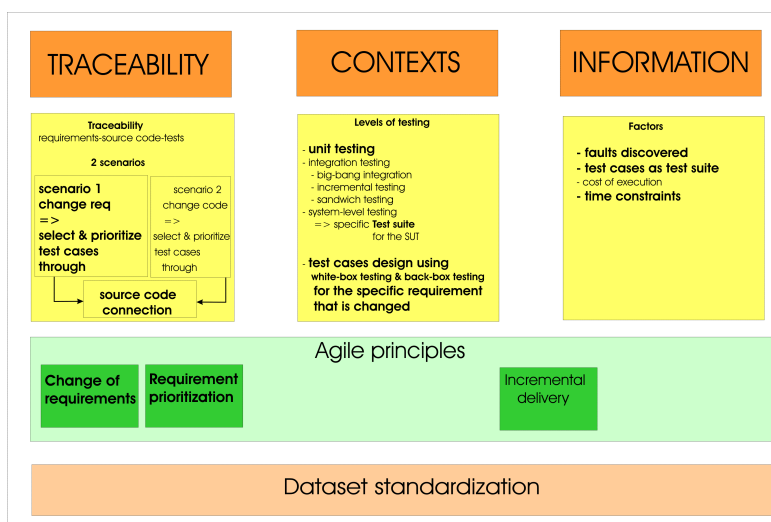 TRACEABILITY
CONTEXTS
INFORMATION
Traceability
requirements-source code-tests
2 scenarios
scenario 1
change req
=>
select & prioritize
test cases
through
scenario 2
change code
=>
select & prioritize
test cases
through
source code
connection
Levels of testing
- unit testing
- integration testing
- big-bang integration
- incremental testing
- sandwich testing
- system-level testing
=> specific Test suite
for the SUT
- test cases design using
white-box testing & back-box testing
for the specific requirement
that is changed
Factors
- faults discovered
- test cases as test suite
- cost of execution
- time constraints
Agile principles
Change of
requirements
Requirement
prioritization
Incremental
delivery
Dataset standardization